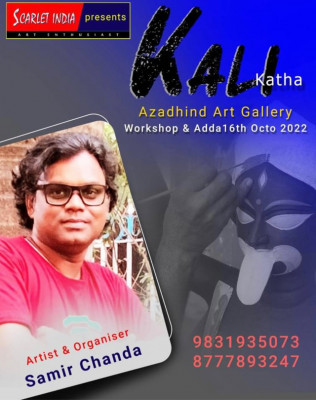 SCARLET INDIA presents
ART ENTHUSIAST
KALI
Katha
Azadhind Art Gallery
Workshop & Adda16th Octo 2022
Artist & Organiser
Samir Chanda
9831935073
8777893247